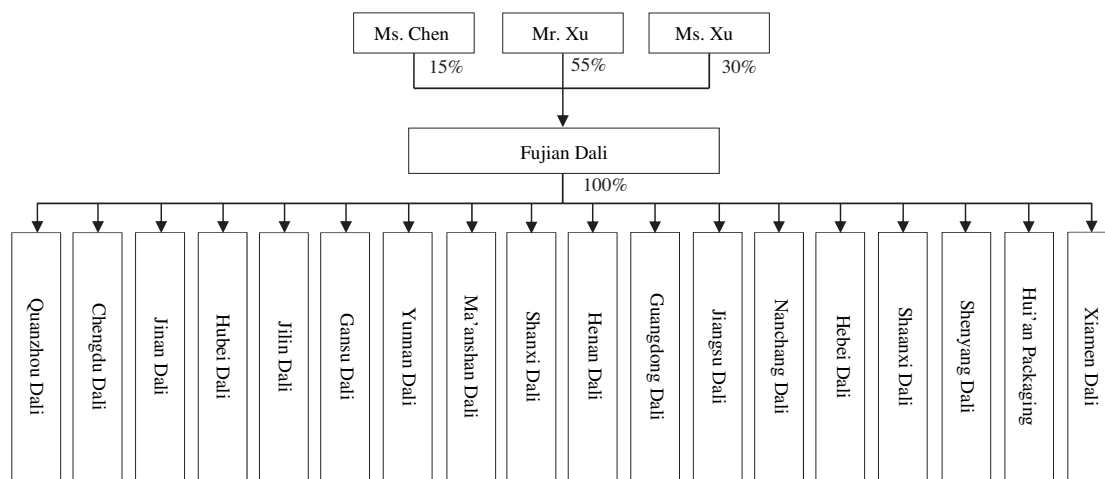 Ms. Chen
Mr. Xu
Ms. Xu
15%
55%
30%
Fujian Dali
100%
Quanzhou Dali
Chengdu Dali
Jinan Dali
Hubei Dali
Jilin Dali
Gansu Dali
Yunnan Dali
Ma'anshan Dali
Shanxi Dali
Henan Dali
Guangdong Dali
Jiangsu Dali
Nanchang Dali
Hebei Dali
Shaanxi Dali
Shenyang Dali
Hui'an Packaging
Xiamen Dali